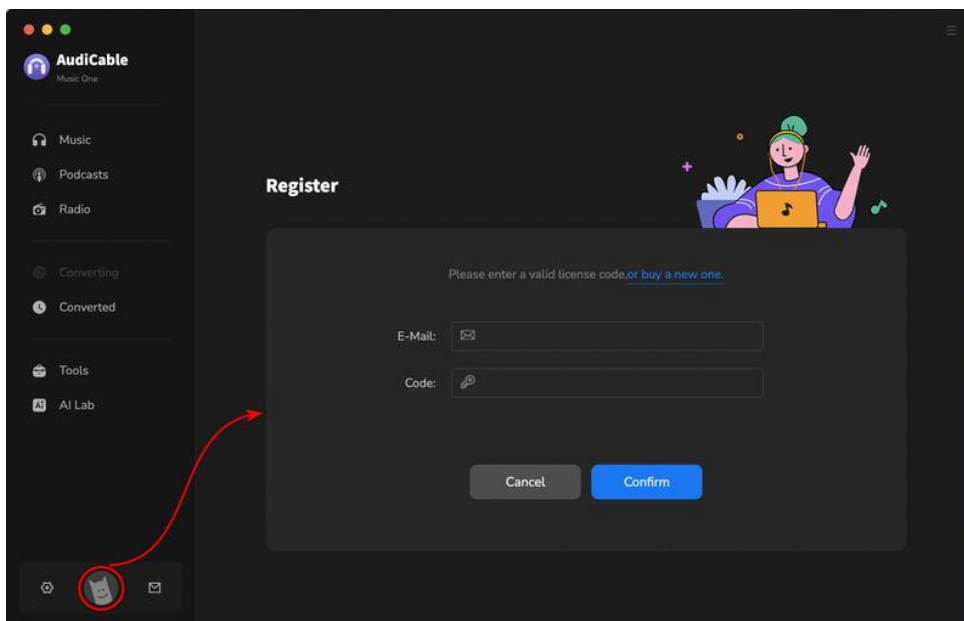 AudiCable
Music One
Music
Podcasts
Radio
Converting
Converted
Tools
AI Lab
Register
Please enter a valid license code,or buy a new one.
E-Mail:
Code:
Cancel
Confirm